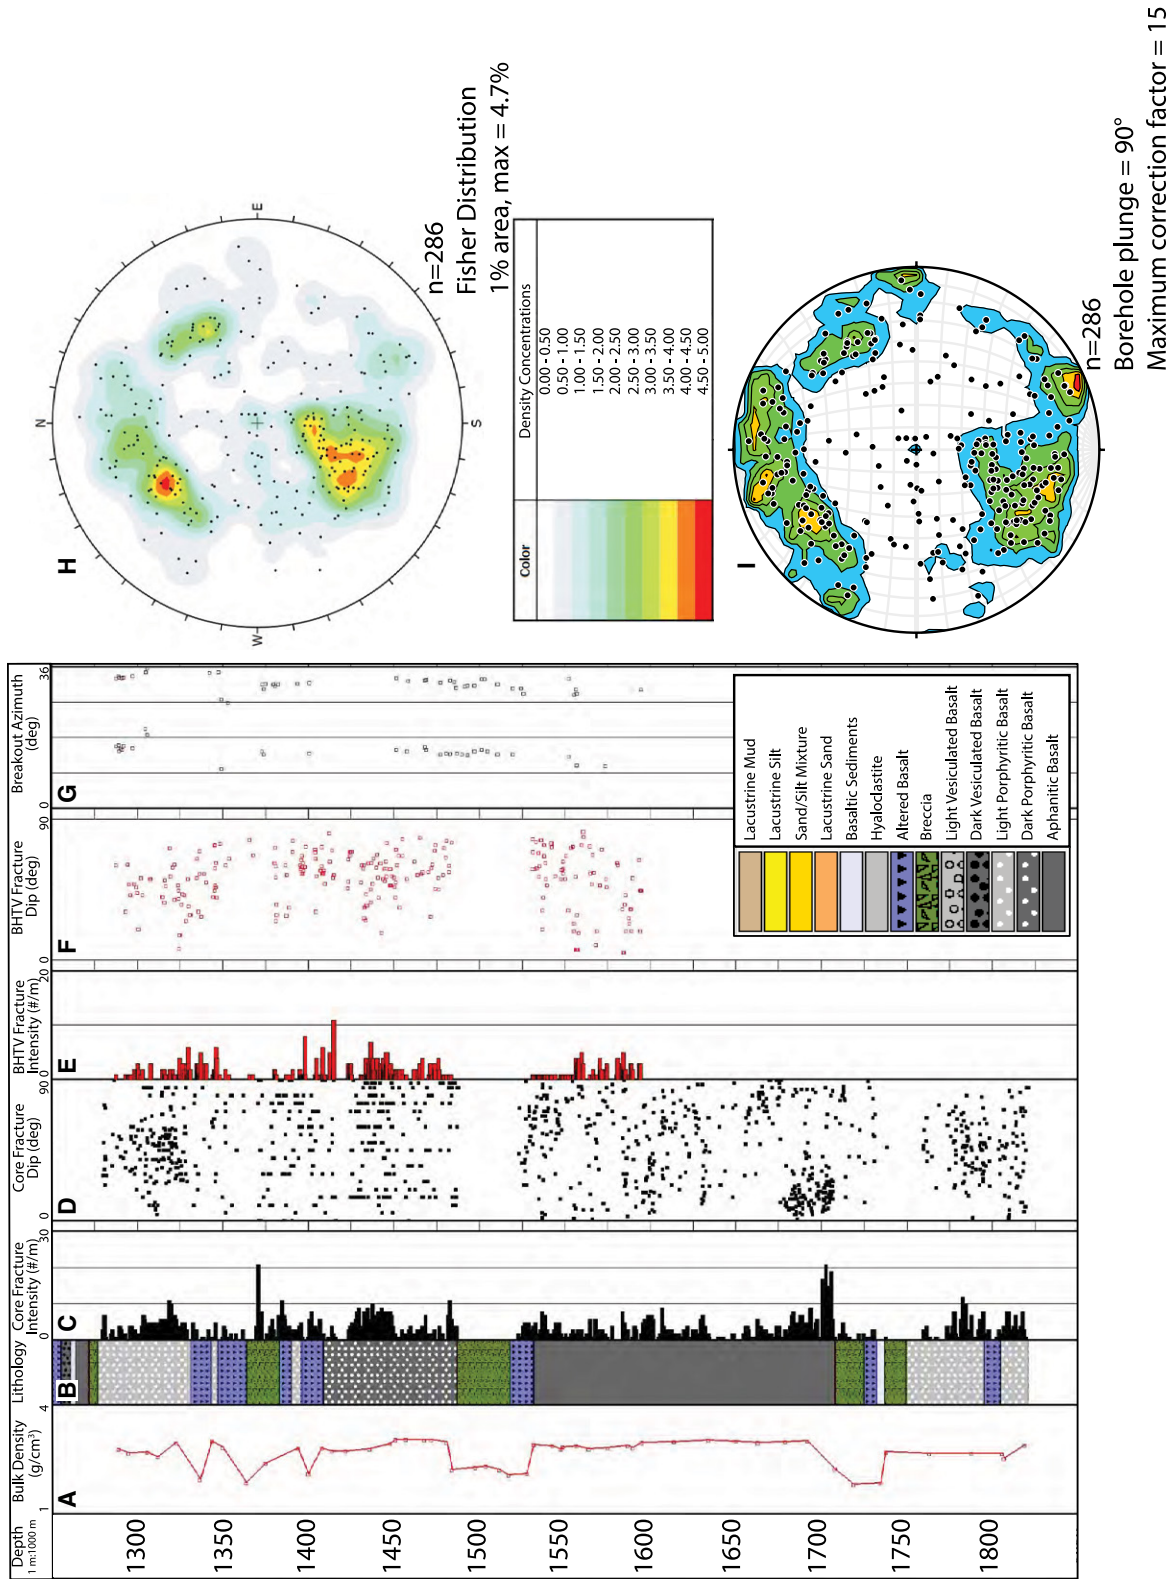 Depth
1 m:1000 m
1300
1350
1400
1450
1500
1550
1600
1650
1700
1750
1800
Bulk Density
(g/cm³)
1
4
A
Lithology
B
Core Fracture
Intensity (#/m)
0
30
C
Core Fracture
Dip (deg)
0
90
D
BHTV Fracture
Intensity (#/m)
0
20
E
BHTV Fracture
Dip (deg)
0
90
F
Breakout Azimuth
(deg)
0
36
G
Lacustrine Mud
Lacustrine Silt
Sand/Silt Mixture
Lacustrine Sand
Basaltic Sediments
Hyaloclastite
Altered Basalt
Breccia
Light Vesiculated Basalt
Dark Vesiculated Basalt
Light Porphyritic Basalt
Dark Porphyritic Basalt
Aphanitic Basalt
H
N
E
S
W
n=286
Fisher Distribution
1% area, max = 4.7%
Color
Density Concentrations
0.00 - 0.50
0.50 - 1.00
1.00 - 1.50
1.50 - 2.00
2.00 - 2.50
2.50 - 3.00
3.00 - 3.50
3.50 - 4.00
4.00 - 4.50
4.50 - 5.00
I
n=286
Borehole plunge = 90°
Maximum correction factor = 15